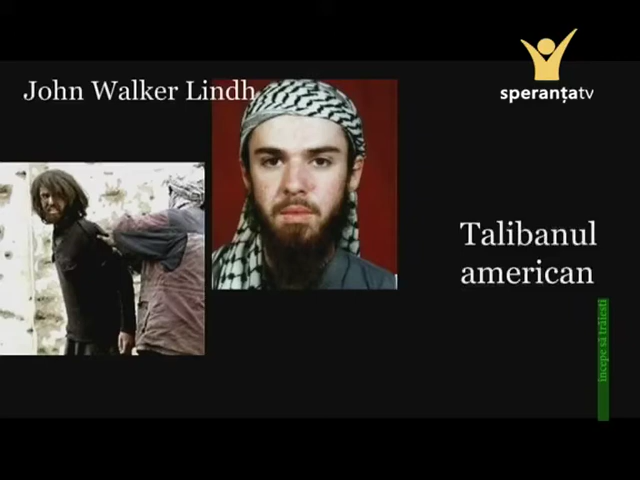 John Walker Lindh
speranțatv
Talibanul
american
începe să trăiești